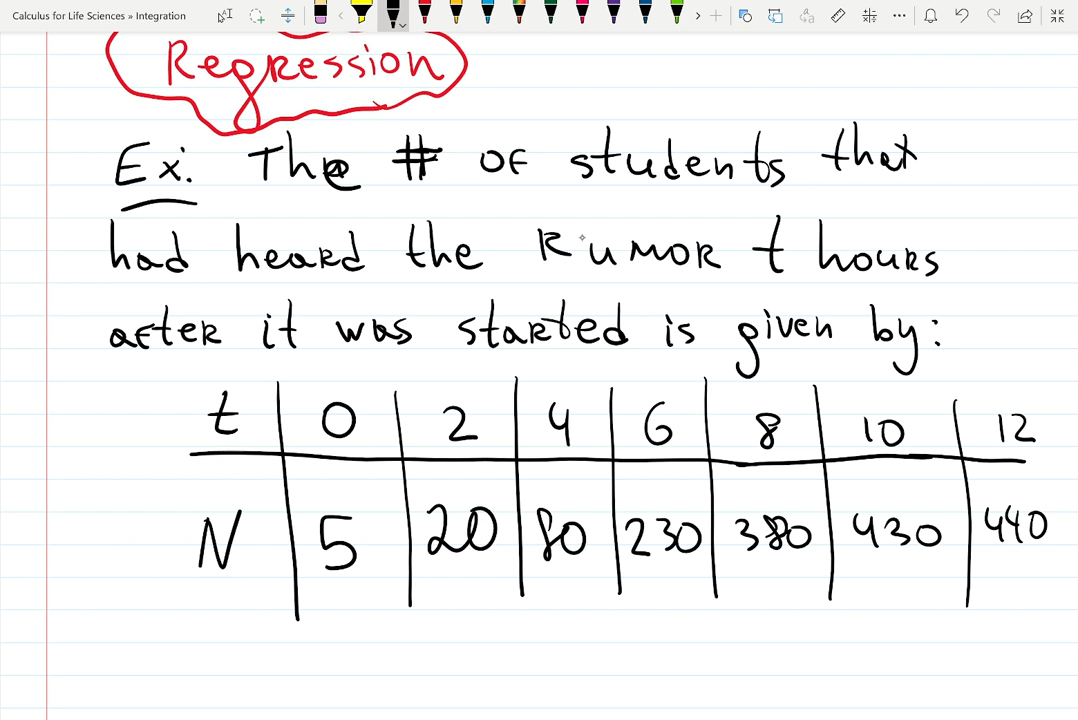 Calculus for Life Sciences » Integration
Regression
Ex: The # of students that
had heard the Rumor t hours
after it was started is given by:
t 0 2 4 6 8 10 12
N 5 20 80 230 380 430 440